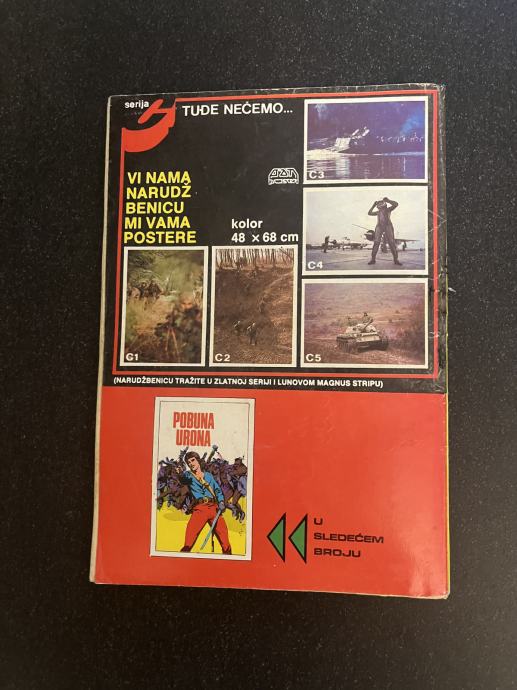 serija
TUĐE NEĆEMO...
C3
VI NAMA
NARUDŽ
BENICU
MI VAMA
POSTERE
kolor
48 × 68 cm
C4
C1
C2
C5
(NARUDŽBENICU TRAŽITE U ZLATNOJ SERIJI I LUNOVOM MAGNUS STRIPU)
POBUNA
URONA
U
SLEDEĆEM
BROJU